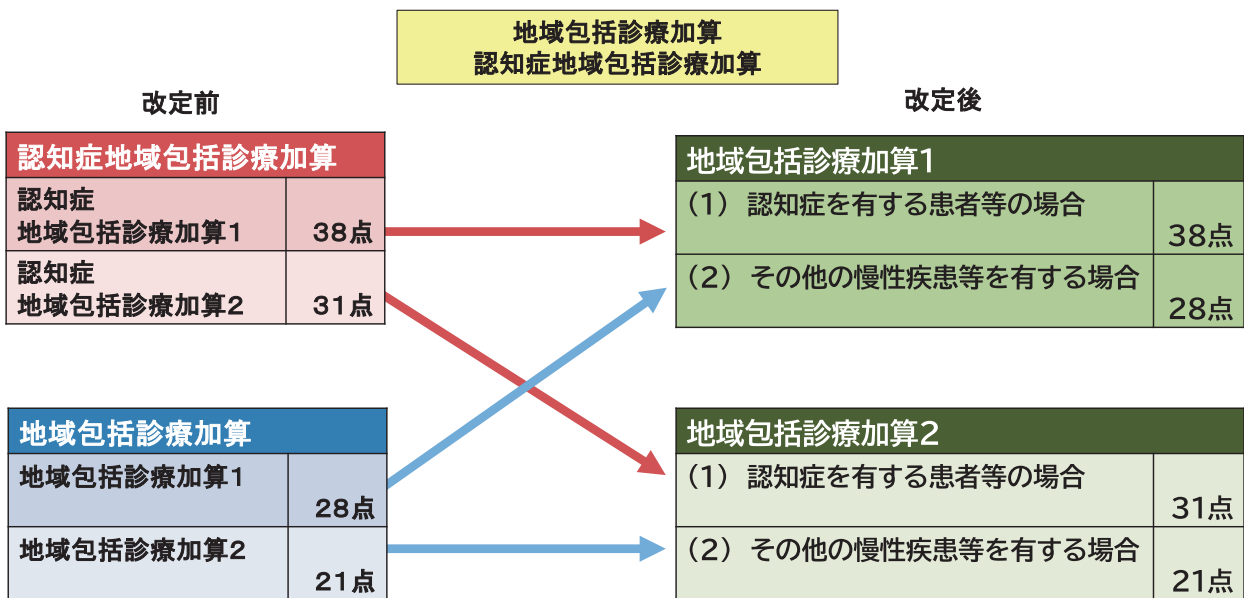 地域包括診療加算
認知症地域包括診療加算
改定前
認知症地域包括診療加算
認知症
地域包括診療加算1 38点
認知症
地域包括診療加算2 31点
地域包括診療加算
地域包括診療加算1
28点
地域包括診療加算2
21点
改定後
地域包括診療加算1
(1) 認知症を有する患者等の場合
38点
(2) その他の慢性疾患等を有する場合
28点
地域包括診療加算2
(1) 認知症を有する患者等の場合
31点
(2) その他の慢性疾患等を有する場合
21点